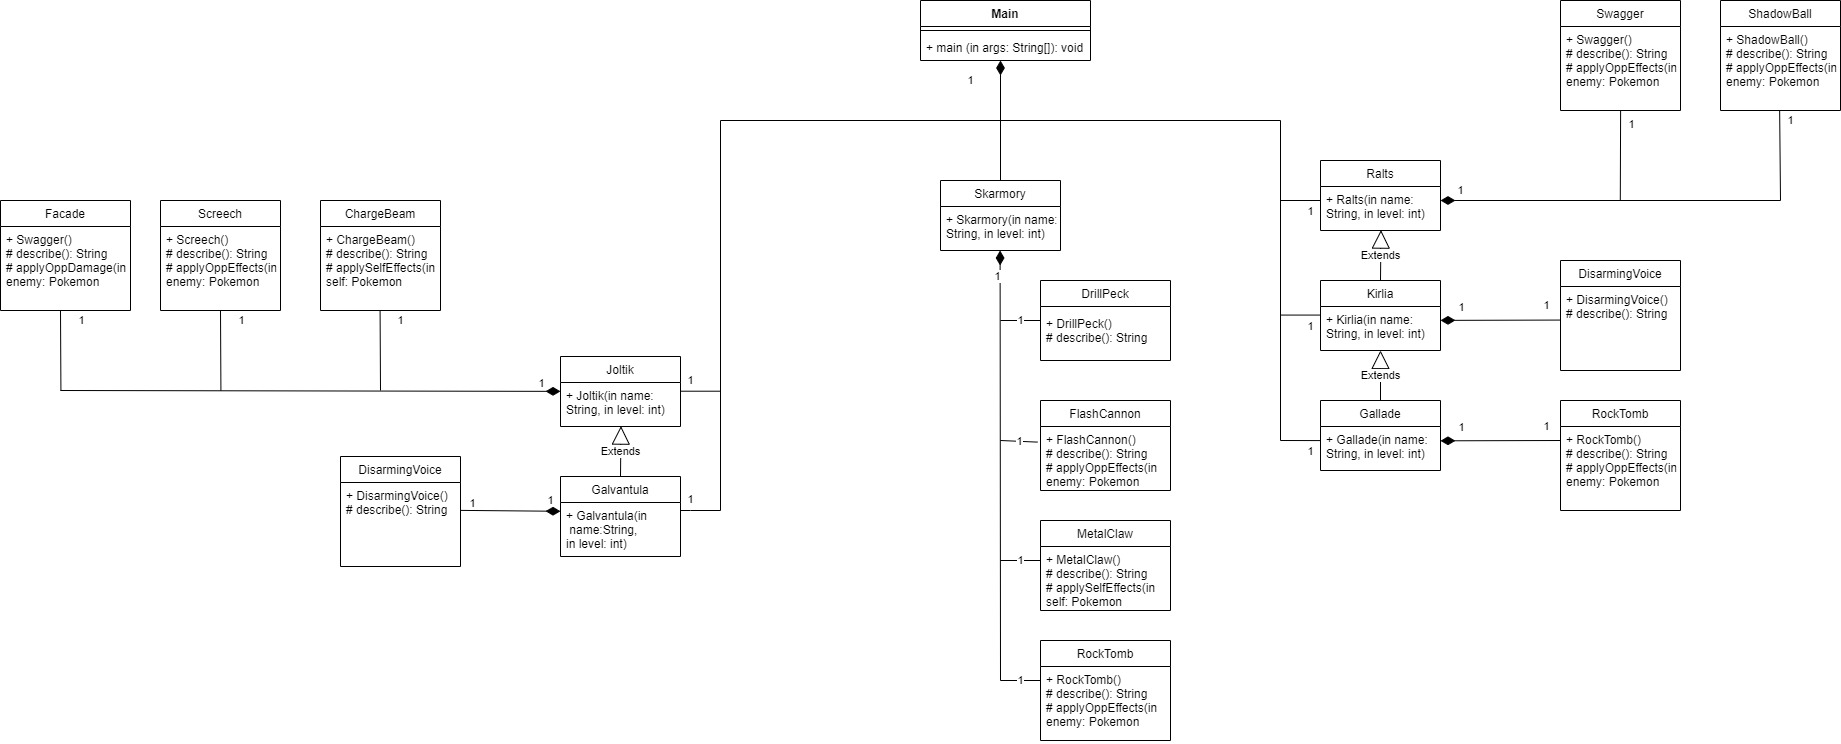 Main
+ main (in args: String[]): void
1
Swagger
+ Swagger()
# describe(): String
# applyOppEffects(in
enemy: Pokemon
1
ShadowBall
+ ShadowBall()
# describe(): String
# applyOppEffects(in
enemy: Pokemon
1
Ralts
+ Ralts(in name:
String, in level: int)
1
1
Extends
Skarmory
+ Skarmory(in name:
String, in level: int)
1
Facade
+ Swagger()
# describe(): String
# applyOppDamage(in
enemy: Pokemon
1
Screech
+ Screech()
# describe(): String
# applyOppEffects(in
enemy: Pokemon
1
ChargeBeam
+ ChargeBeam()
# describe(): String
# applySelfEffects(in
self: Pokemon
1
DrillPeck
+ DrillPeck()
# describe(): String
1
Kirlia
+ Kirlia(in name:
String, in level: int)
1
1
1
DisarmingVoice
+ DisarmingVoice()
# describe(): String
Extends
Joltik
+ Joltik(in name:
String, in level: int)
1
1
Extends
FlashCannon
+ FlashCannon()
# describe(): String
# applyOppEffects(in
enemy: Pokemon
1
Gallade
+ Gallade(in name:
String, in level: int)
1
1
1
RockTomb
+ RockTomb()
# describe(): String
# applyOppEffects(in
enemy: Pokemon
DisarmingVoice
+ DisarmingVoice()
# describe(): String
1
1
Galvantula
+ Galvantula(in
name:String,
in level: int)
1
MetalClaw
+ MetalClaw()
# describe(): String
# applySelfEffects(in
self: Pokemon
1
RockTomb
+ RockTomb()
# describe(): String
# applyOppEffects(in
enemy: Pokemon
1